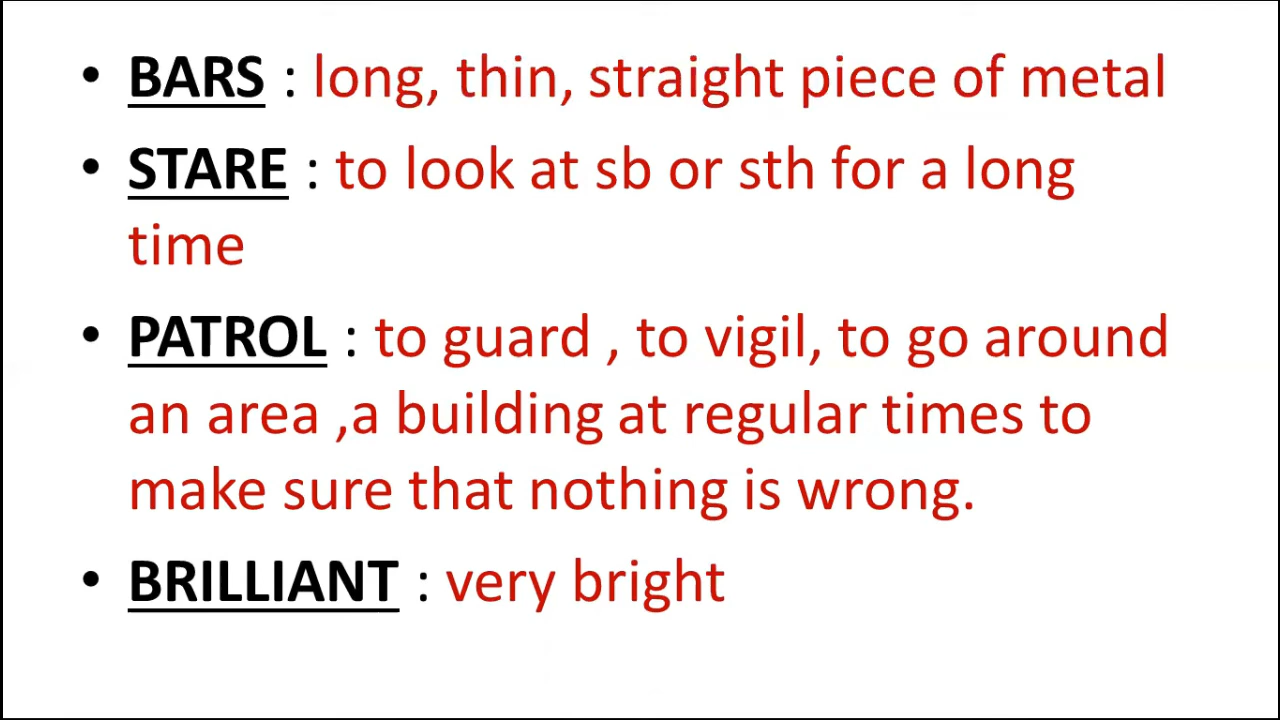 • BARS : long, thin, straight piece of metal
• STARE : to look at sb or sth for a long
time
• PATROL : to guard , to vigil, to go around
an area ,a building at regular times to
make sure that nothing is wrong.
• BRILLIANT : very bright